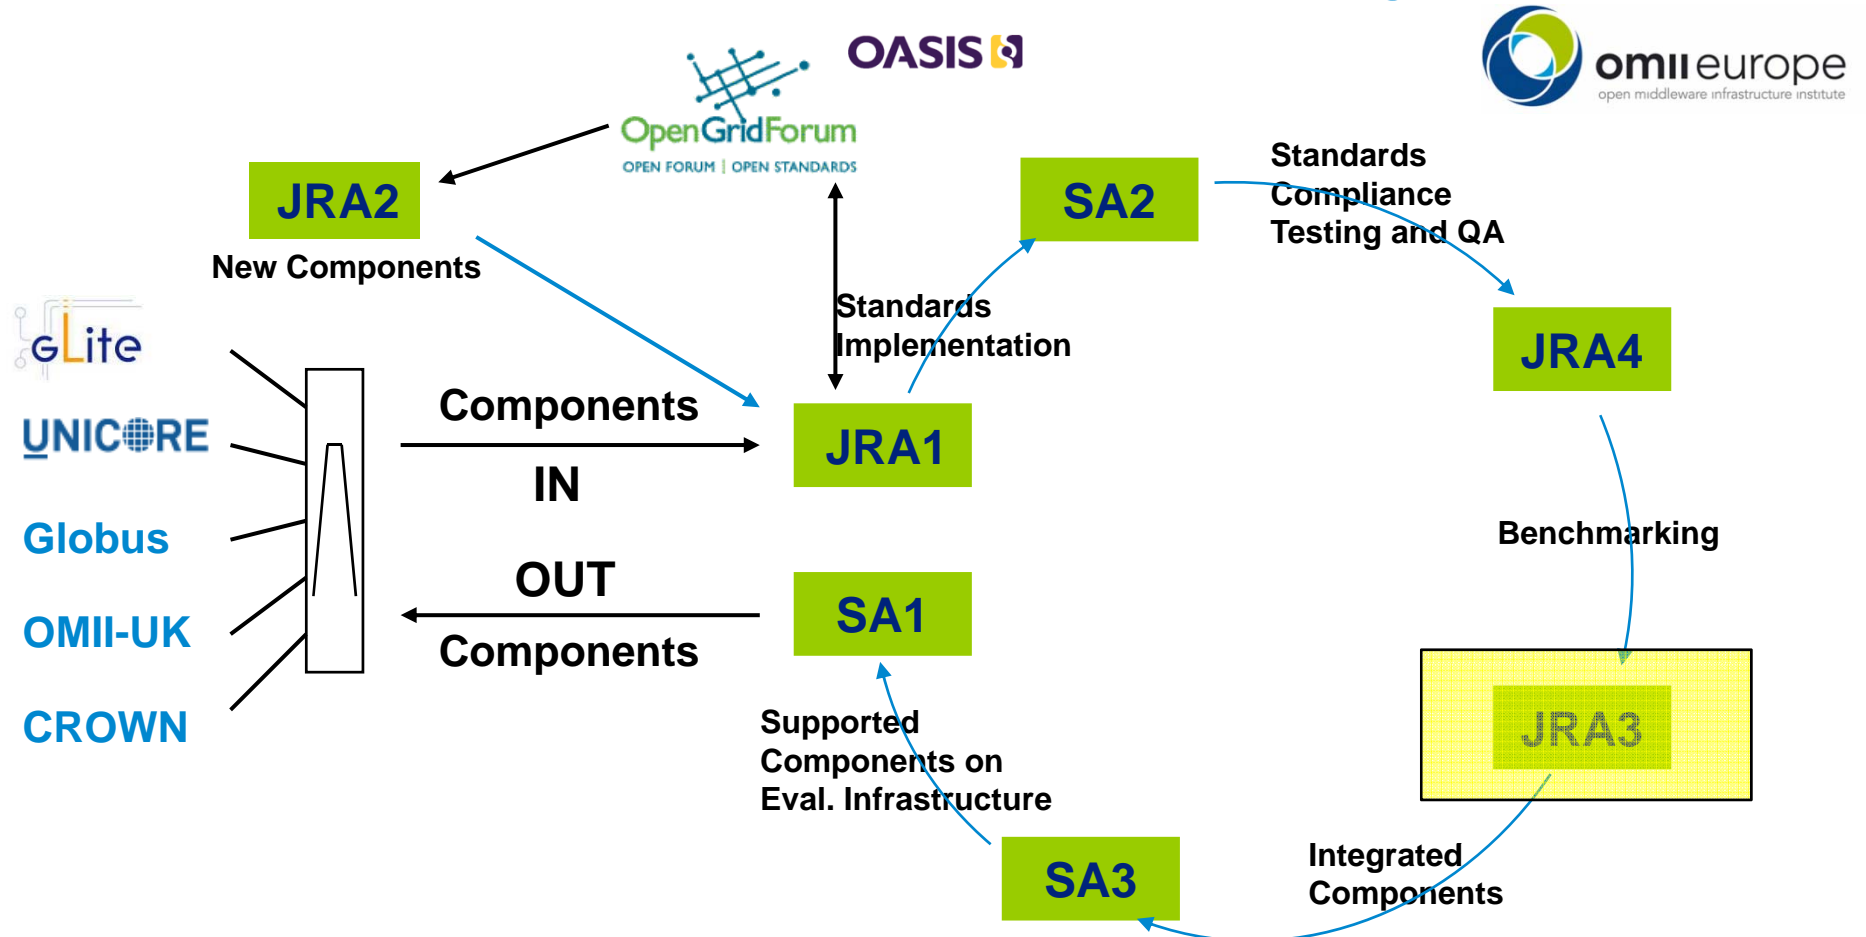 OASIS
omii europe
open middleware infrastructure institute
OpenGridForum
OPEN FORUM | OPEN STANDARDS
JRA2
New Components
SA2
Standards
Compliance
Testing and QA
Standards
Implementation
JRA4
gLite
UNICORE
Globus
OMII-UK
CROWN
Components
IN
JRA1
OUT
Components
SA1
Benchmarking
JRA3
Supported
Components on
Eval. Infrastructure
SA3
Integrated
Components